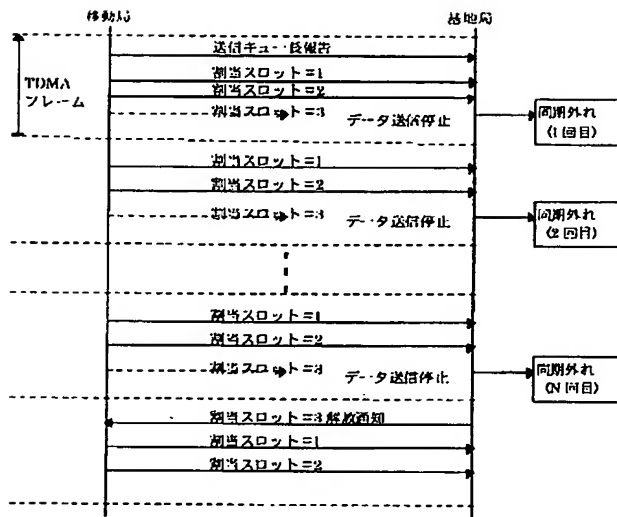 移動局
基地局
送信キュー長報告
割当スロット=1
割当スロット=2
割当スロット=3
データ送信停止
TDMA
フレーム
同期外れ
(1回目)
割当スロット=1
割当スロット=2
割当スロット=3
データ送信停止
同期外れ
(2回目)
割当スロット=1
割当スロット=2
割当スロット=3
データ送信停止
同期外れ
(N回目)
割当スロット=3 解放通知
割当スロット=1
割当スロット=2